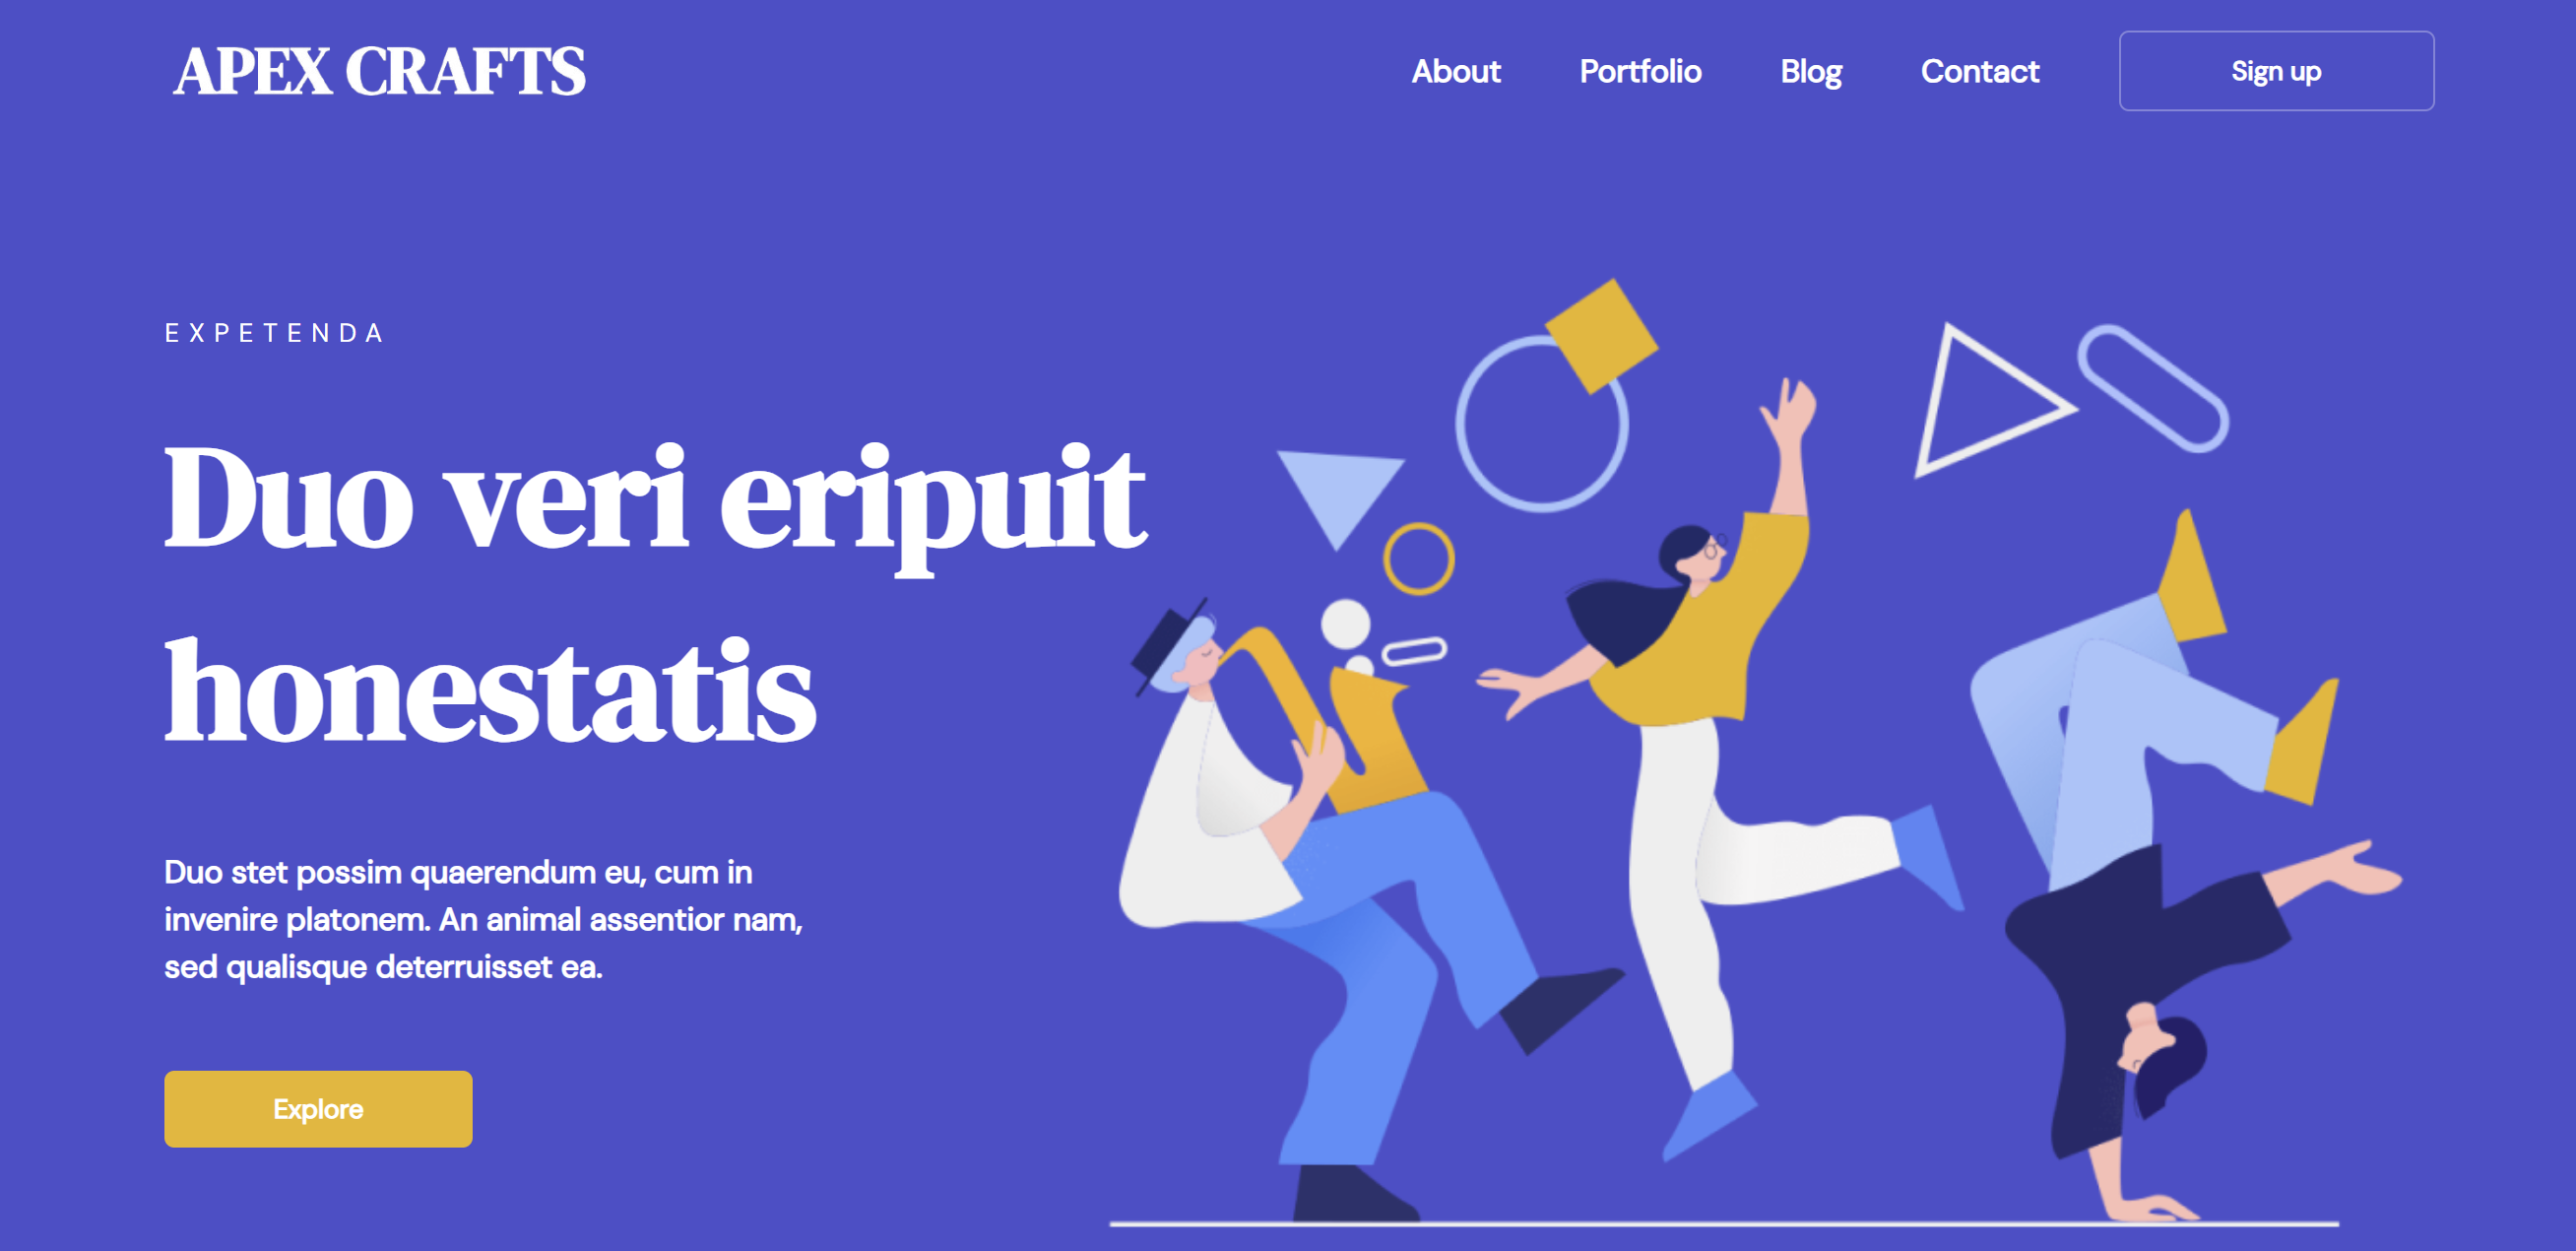 APEX CRAFTS
About Portfolio Blog Contact Sign up
EXPETENDA
Duo veri eripuit
honestatis
Duo stet possim quaerendum eu, cum in
invenire platonem. An animal assentior nam,
sed qualisque deterruisset ea.
Explore